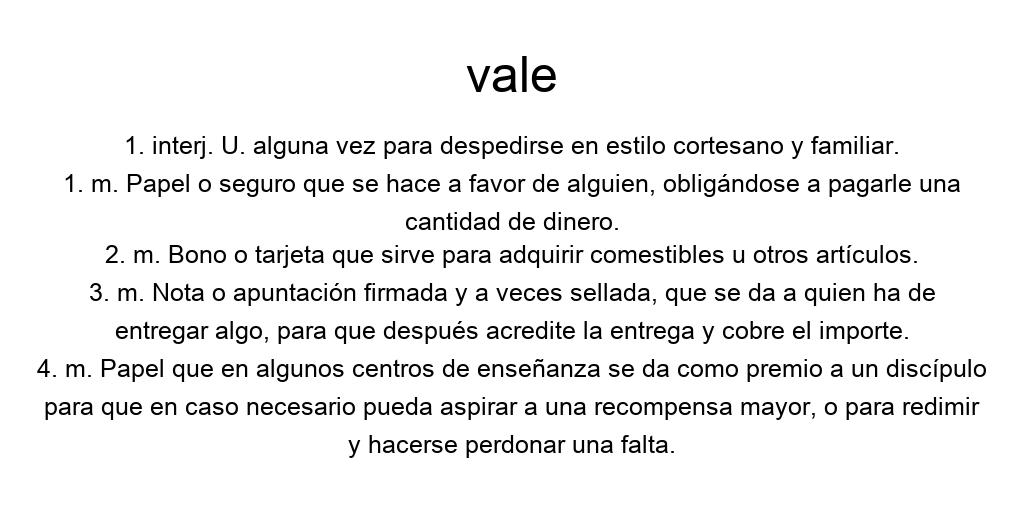 vale
1. interj. U. alguna vez para despedirse en estilo cortesano y familiar.
1. m. Papel o seguro que se hace a favor de alguien, obligándose a pagarle una
cantidad de dinero.
2. m. Bono o tarjeta que sirve para adquirir comestibles u otros artículos.
3. m. Nota o apuntación firmada y a veces sellada, que se da a quien ha de
entregar algo, para que después acredite la entrega y cobre el importe.
4. m. Papel que en algunos centros de enseñanza se da como premio a un discípulo
para que en caso necesario pueda aspirar a una recompensa mayor, o para redimir
y hacerse perdonar una falta.